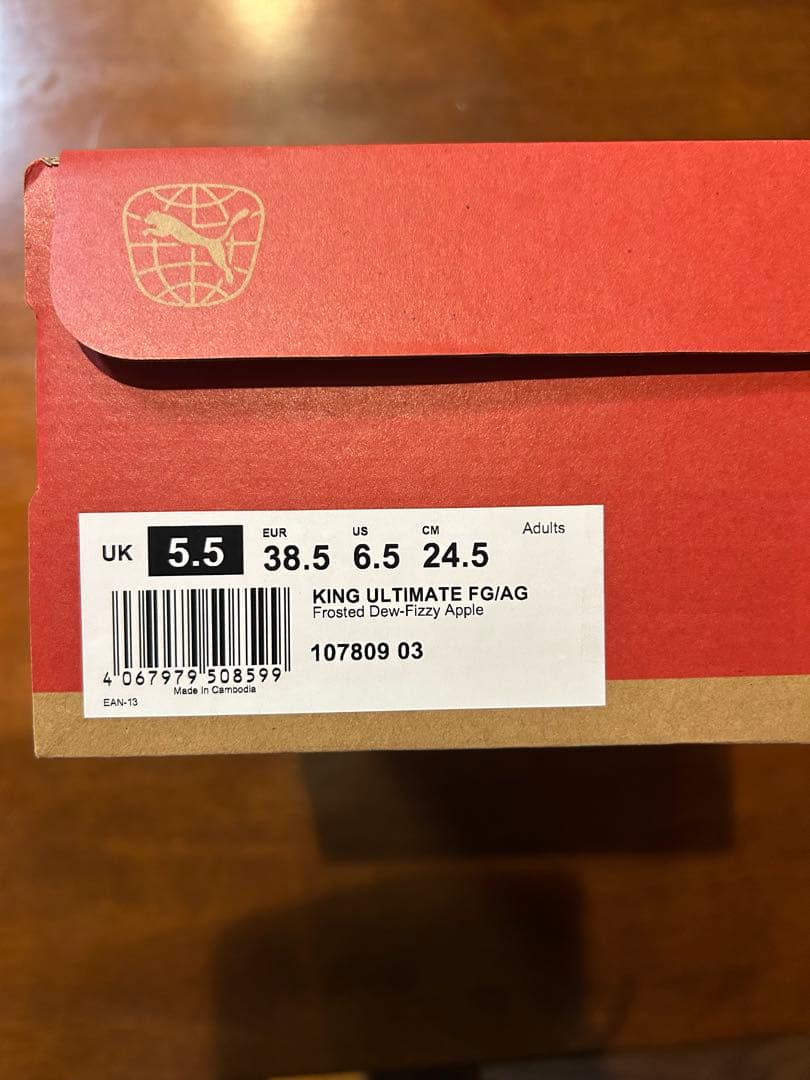 EUR US CM Adults
UK 5.5 38.5 6.5 24.5
KING ULTIMATE FG/AG
Frosted Dew-Fizzy Apple
107809 03
4 067979 508599
Made in Cambodia
EAN-13